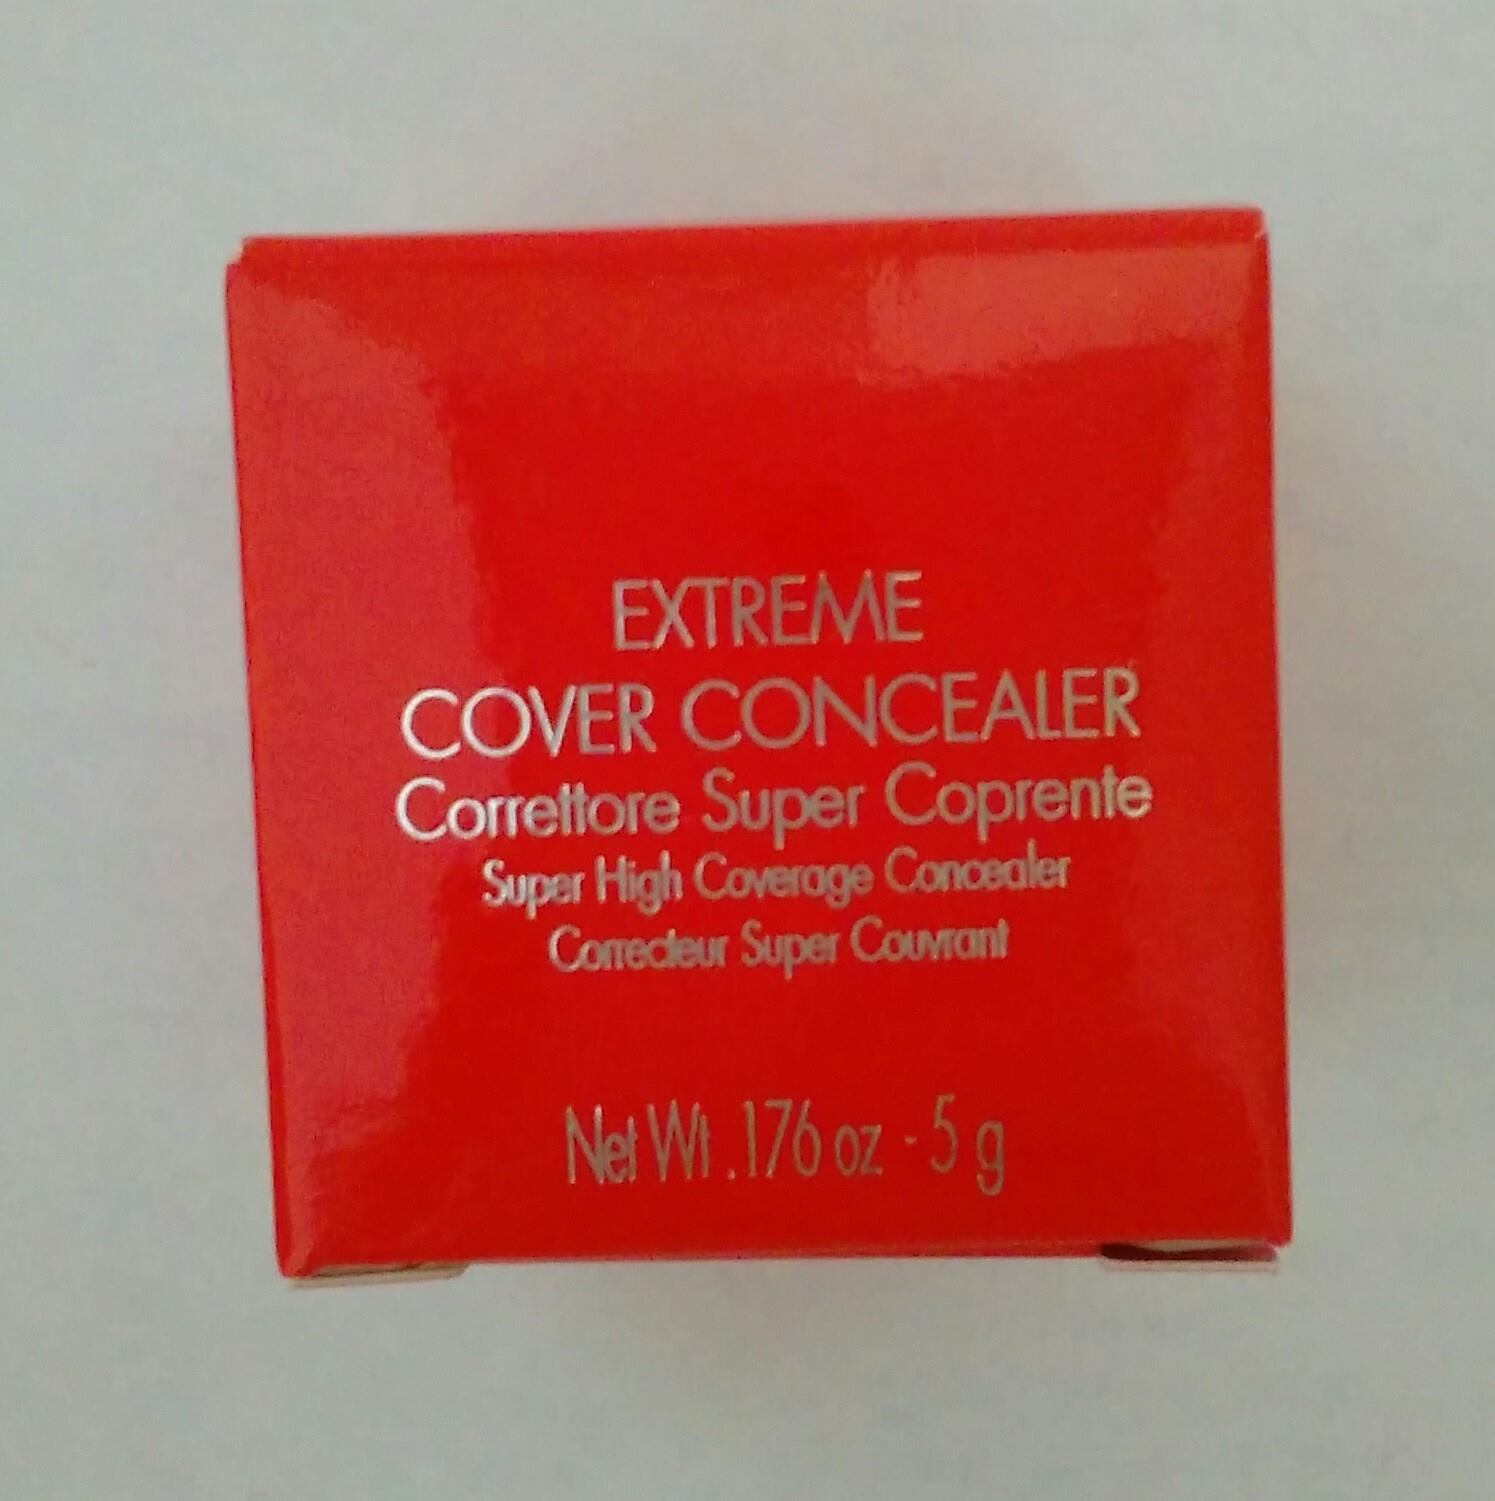 EXTREME
COVER CONCEALER
Correttore Super Coprente
Super High Coverage Concealer
Correcteur Super Couvrant
Net Wt .176 oz - 5 g